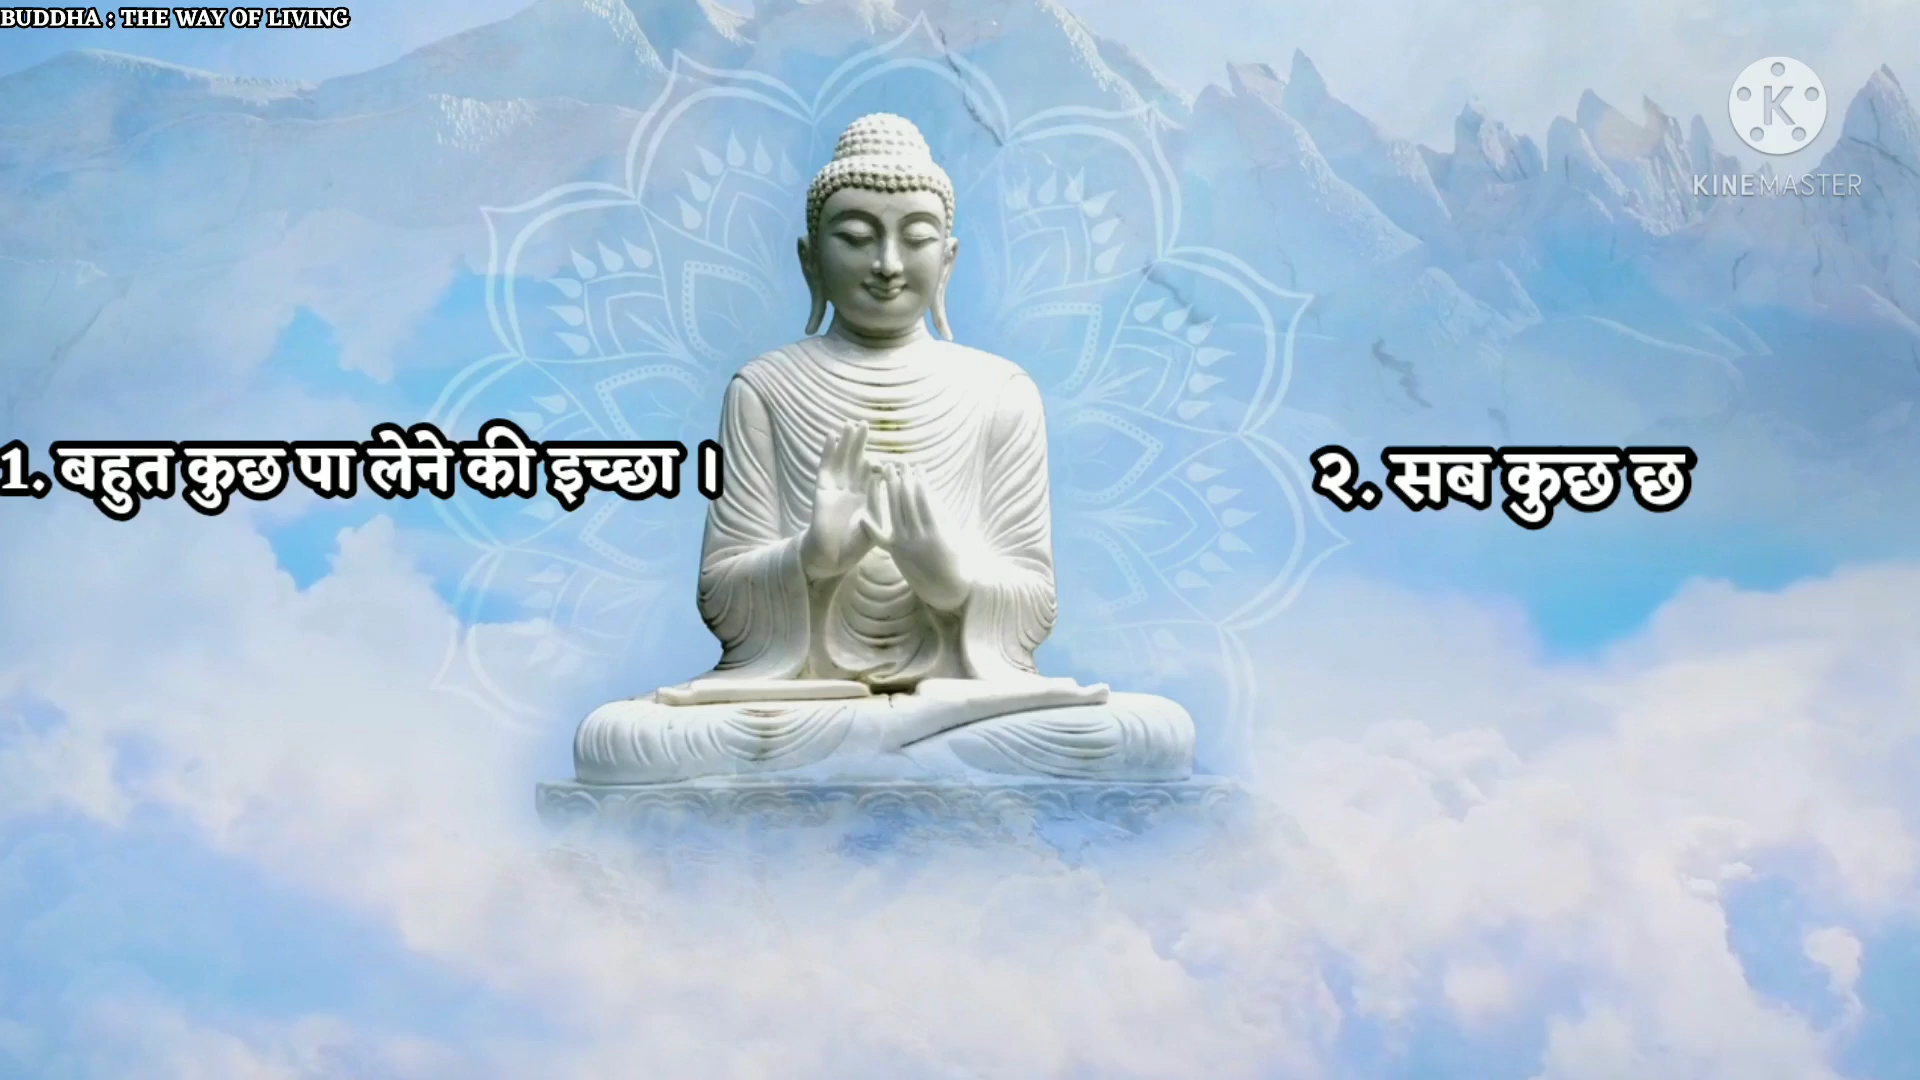 BUDDHA : THE WAY OF LIVING
KINEMASTER
1. बहुत कुछ पा लेने की इच्छा ।
२. सब कुछ छ